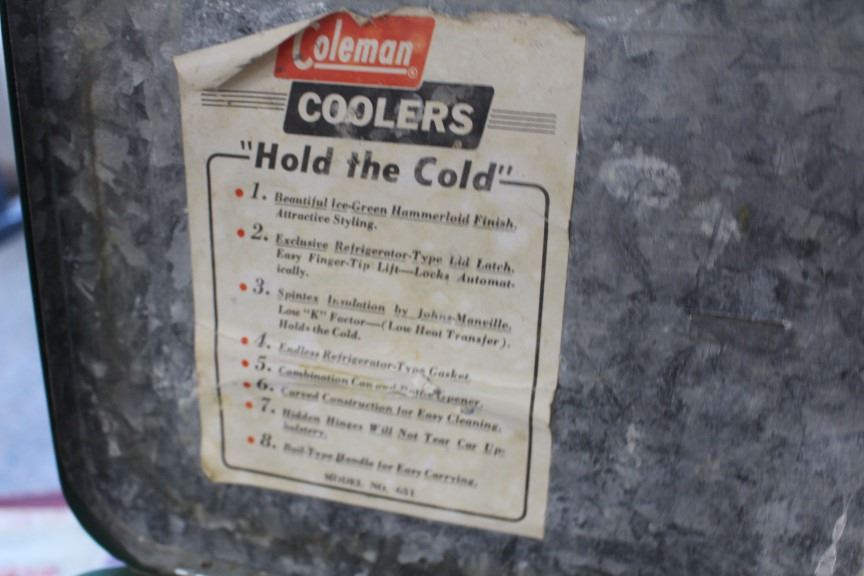 Coleman®
COOLERS
"Hold the Cold"
1. Beautiful Ice-Green Hammerloid Finish.
Attractive Styling.
2. Exclusive Refrigerator-Type Lid Latch.
Easy Finger-Tip Lift—Locks Automat-
ically.
3. Spintex Insulation by Johns-Manville.
Low "K" Factor—(Low Heat Transfer).
Holds the Cold.
4. Endless Refrigerator-Type Gasket.
5. Combination Can and Bottle Opener.
6. Curved Construction for Easy Cleaning.
7. Hidden Hinges Will Not Tear Car Up-
holstery.
8. Bail-Type Handle for Easy Carrying.
MODEL NO. 651